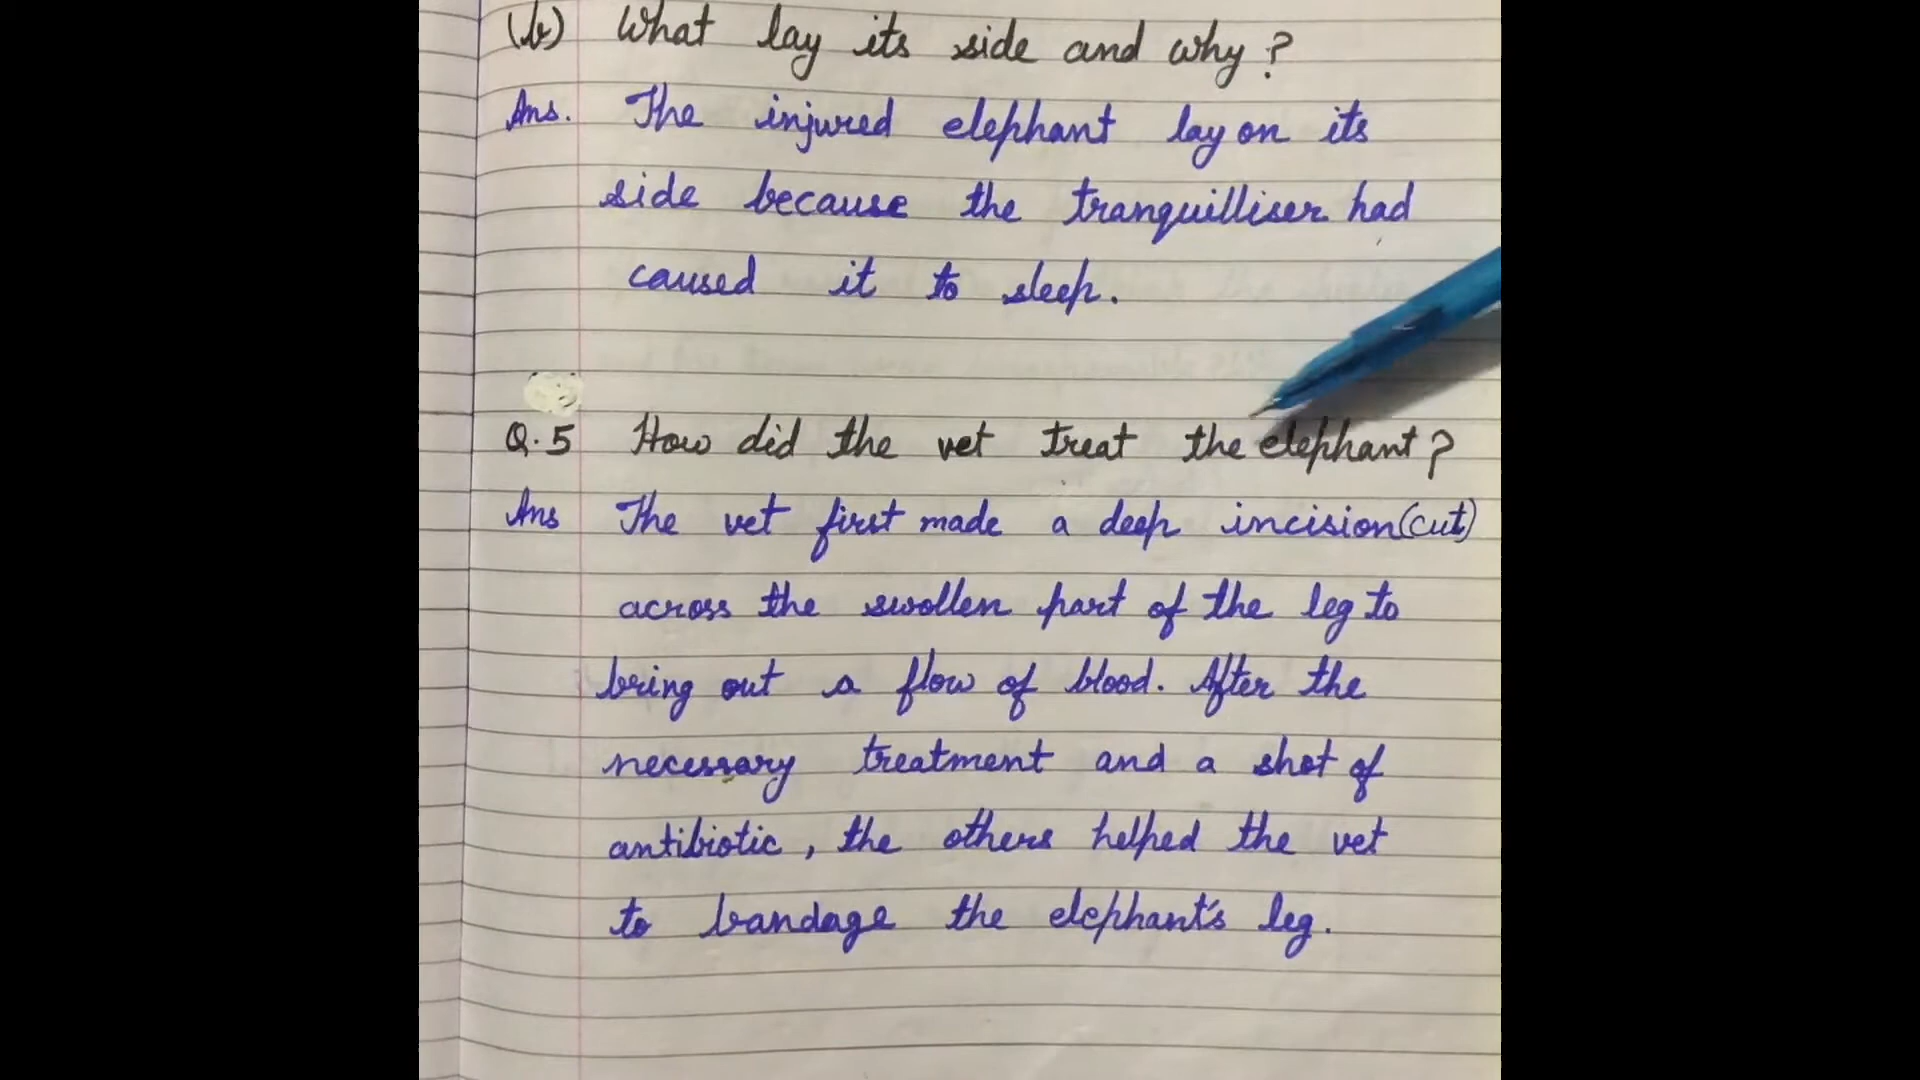 (b) What lay its side and why?
Ans. The injured elephant lay on its
side because the tranquilliser had
caused it to sleep.
Q.5 How did the vet treat the elephant?
Ans The vet first made a deep incision(cut)
across the swollen part of the leg to
bring out a flow of blood. After the
necessary treatment and a shot of
antibiotic, the others helped the vet
to bandage the elephant's leg.